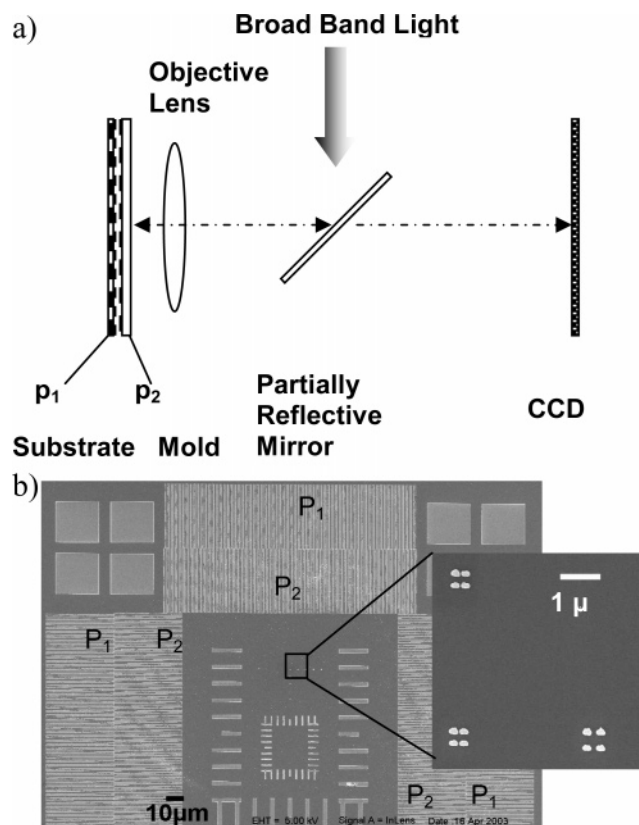 a)
Broad Band Light
Objective
Lens
p₁
p₂
Partially
Reflective
Mirror
CCD
Substrate
Mold
b)
P₁
P₂
1 µ
P₁
P₂
P₂
P₁
10µm
EHT = 5.00 kV
Signal A = InLens
Date :16 Apr 2003